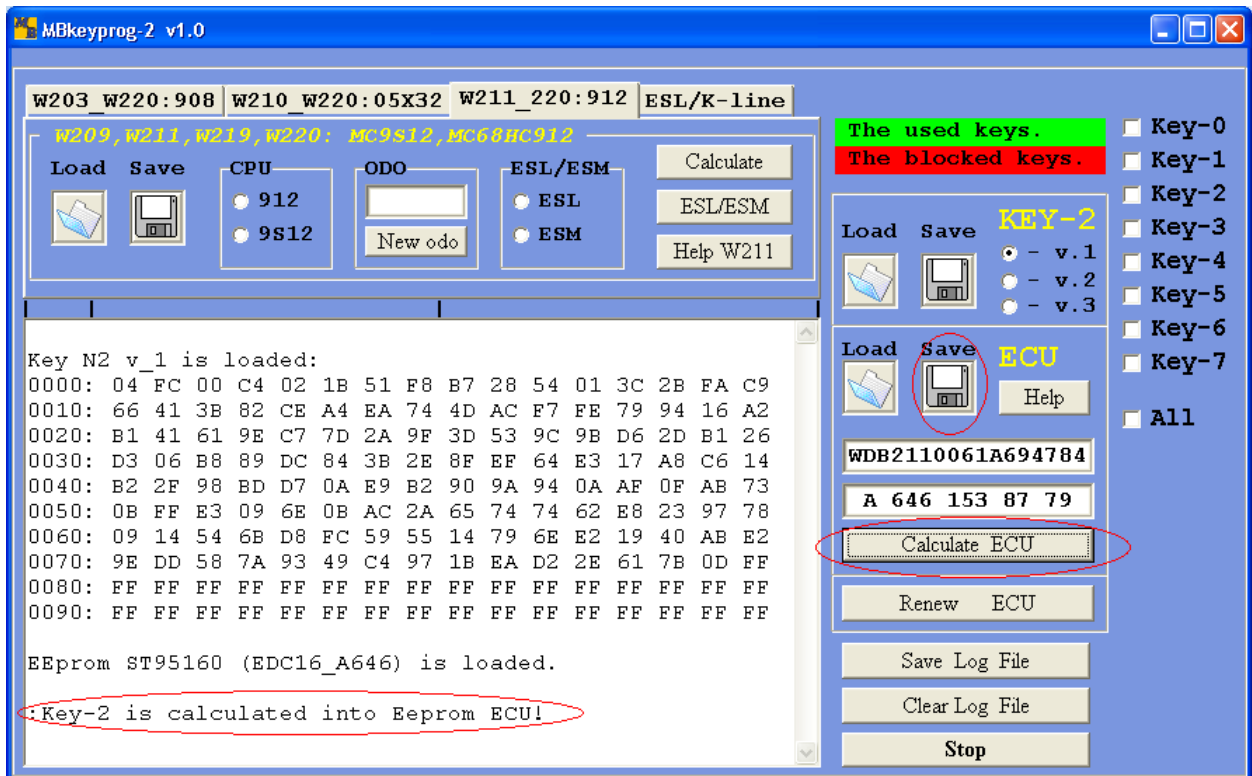 MBkeyprog-2 v1.0
W203_W220:908 W210_W220:05X32 W211_220:912 ESL/K-line
W209,W211,W219,W220: MC9S12,MC68HC912
Load Save CPU ODO ESL/ESM Calculate
912 ESL ESL/ESM
9S12 New odo ESM Help W211
The used keys.
The blocked keys.
Key-0
Key-1
Key-2
Key-3
Key-4
Key-5
Key-6
Key-7
All
Load Save KEY-2
- v.1
- v.2
- v.3
Load Save ECU
Help
WDB2110061A694784
A 646 153 87 79
Calculate ECU
Renew ECU
Save Log File
Clear Log File
Stop
Key N2 v_1 is loaded:
0000: 04 FC 00 C4 02 1B 51 F8 B7 28 54 01 3C 2B FA C9
0010: 66 41 3B 82 CE A4 EA 74 4D AC F7 FE 79 94 16 A2
0020: B1 41 61 9E C7 7D 2A 9F 3D 53 9C 9B D6 2D B1 26
0030: D3 06 B8 89 DC 84 3B 2E 8F EF 64 E3 17 A8 C6 14
0040: B2 2F 98 BD D7 0A E9 B2 90 9A 94 0A AF 0F AB 73
0050: 0B FF E3 09 6E 0B AC 2A 65 74 74 62 E8 23 97 78
0060: 09 14 54 6B D8 FC 59 55 14 79 6E E2 19 40 AB E2
0070: 9E DD 58 7A 93 49 C4 97 1B EA D2 2E 61 7B 0D FF
0080: FF FF FF FF FF FF FF FF FF FF FF FF FF FF FF FF
0090: FF FF FF FF FF FF FF FF FF FF FF FF FF FF FF FF
EEprom ST95160 (EDC16_A646) is loaded.
:Key-2 is calculated into Eeprom ECU!